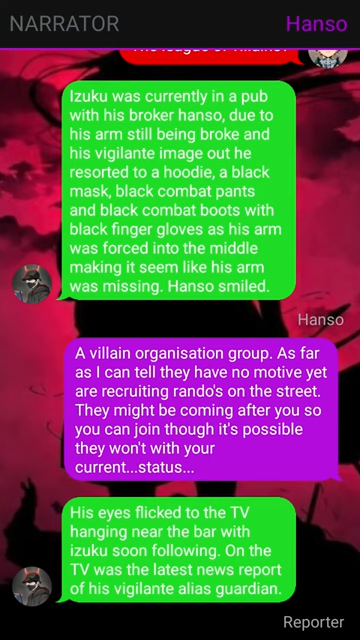 NARRATOR
Hanso
The league of villains?
Izuku was currently in a pub
with his broker hanso, due to
his arm still being broke and
his vigilante image out he
resorted to a hoodie, a black
mask, black combat pants
and black combat boots with
black finger gloves as his arm
was forced into the middle
making it seem like his arm
was missing. Hanso smiled.
Hanso
A villain organisation group. As far
as I can tell they have no motive yet
are recruiting rando's on the street.
They might be coming after you so
you can join though it's possible
they won't with your
current...status...
His eyes flicked to the TV
hanging near the bar with
izuku soon following. On the
TV was the latest news report
of his vigilante alias guardian.
Reporter